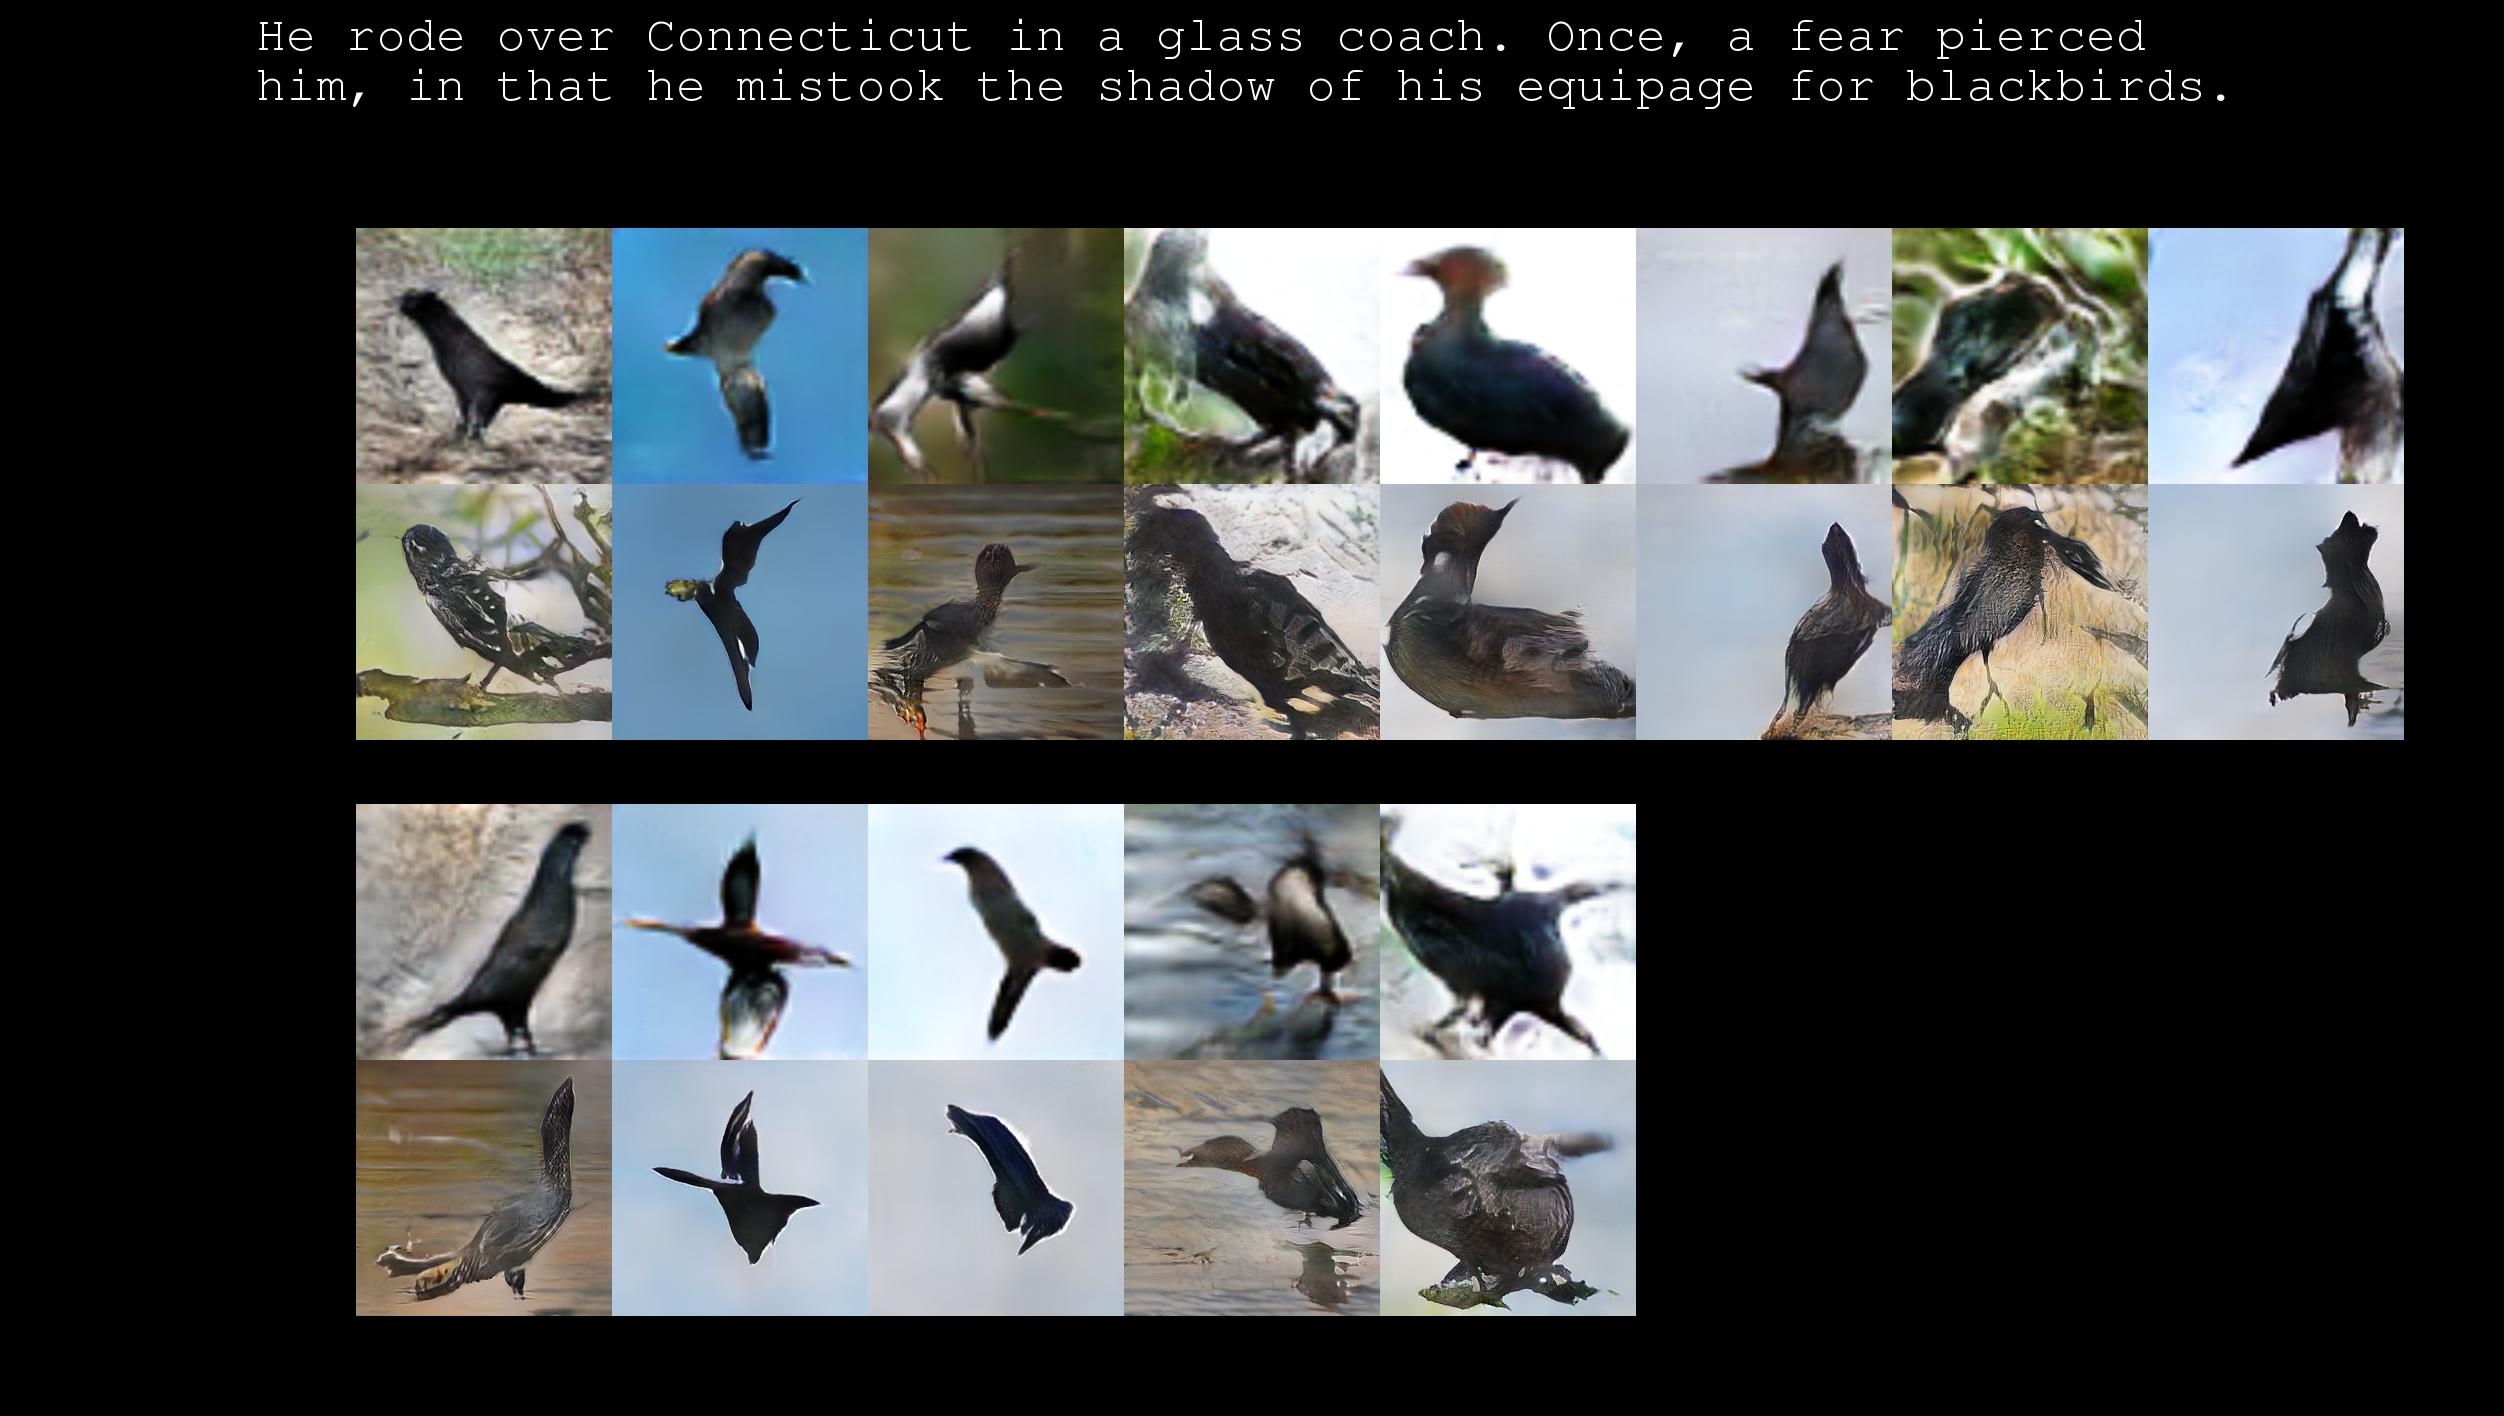 He rode over Connecticut in a glass coach. Once, a fear pierced
him, in that he mistook the shadow of his equipage for blackbirds.